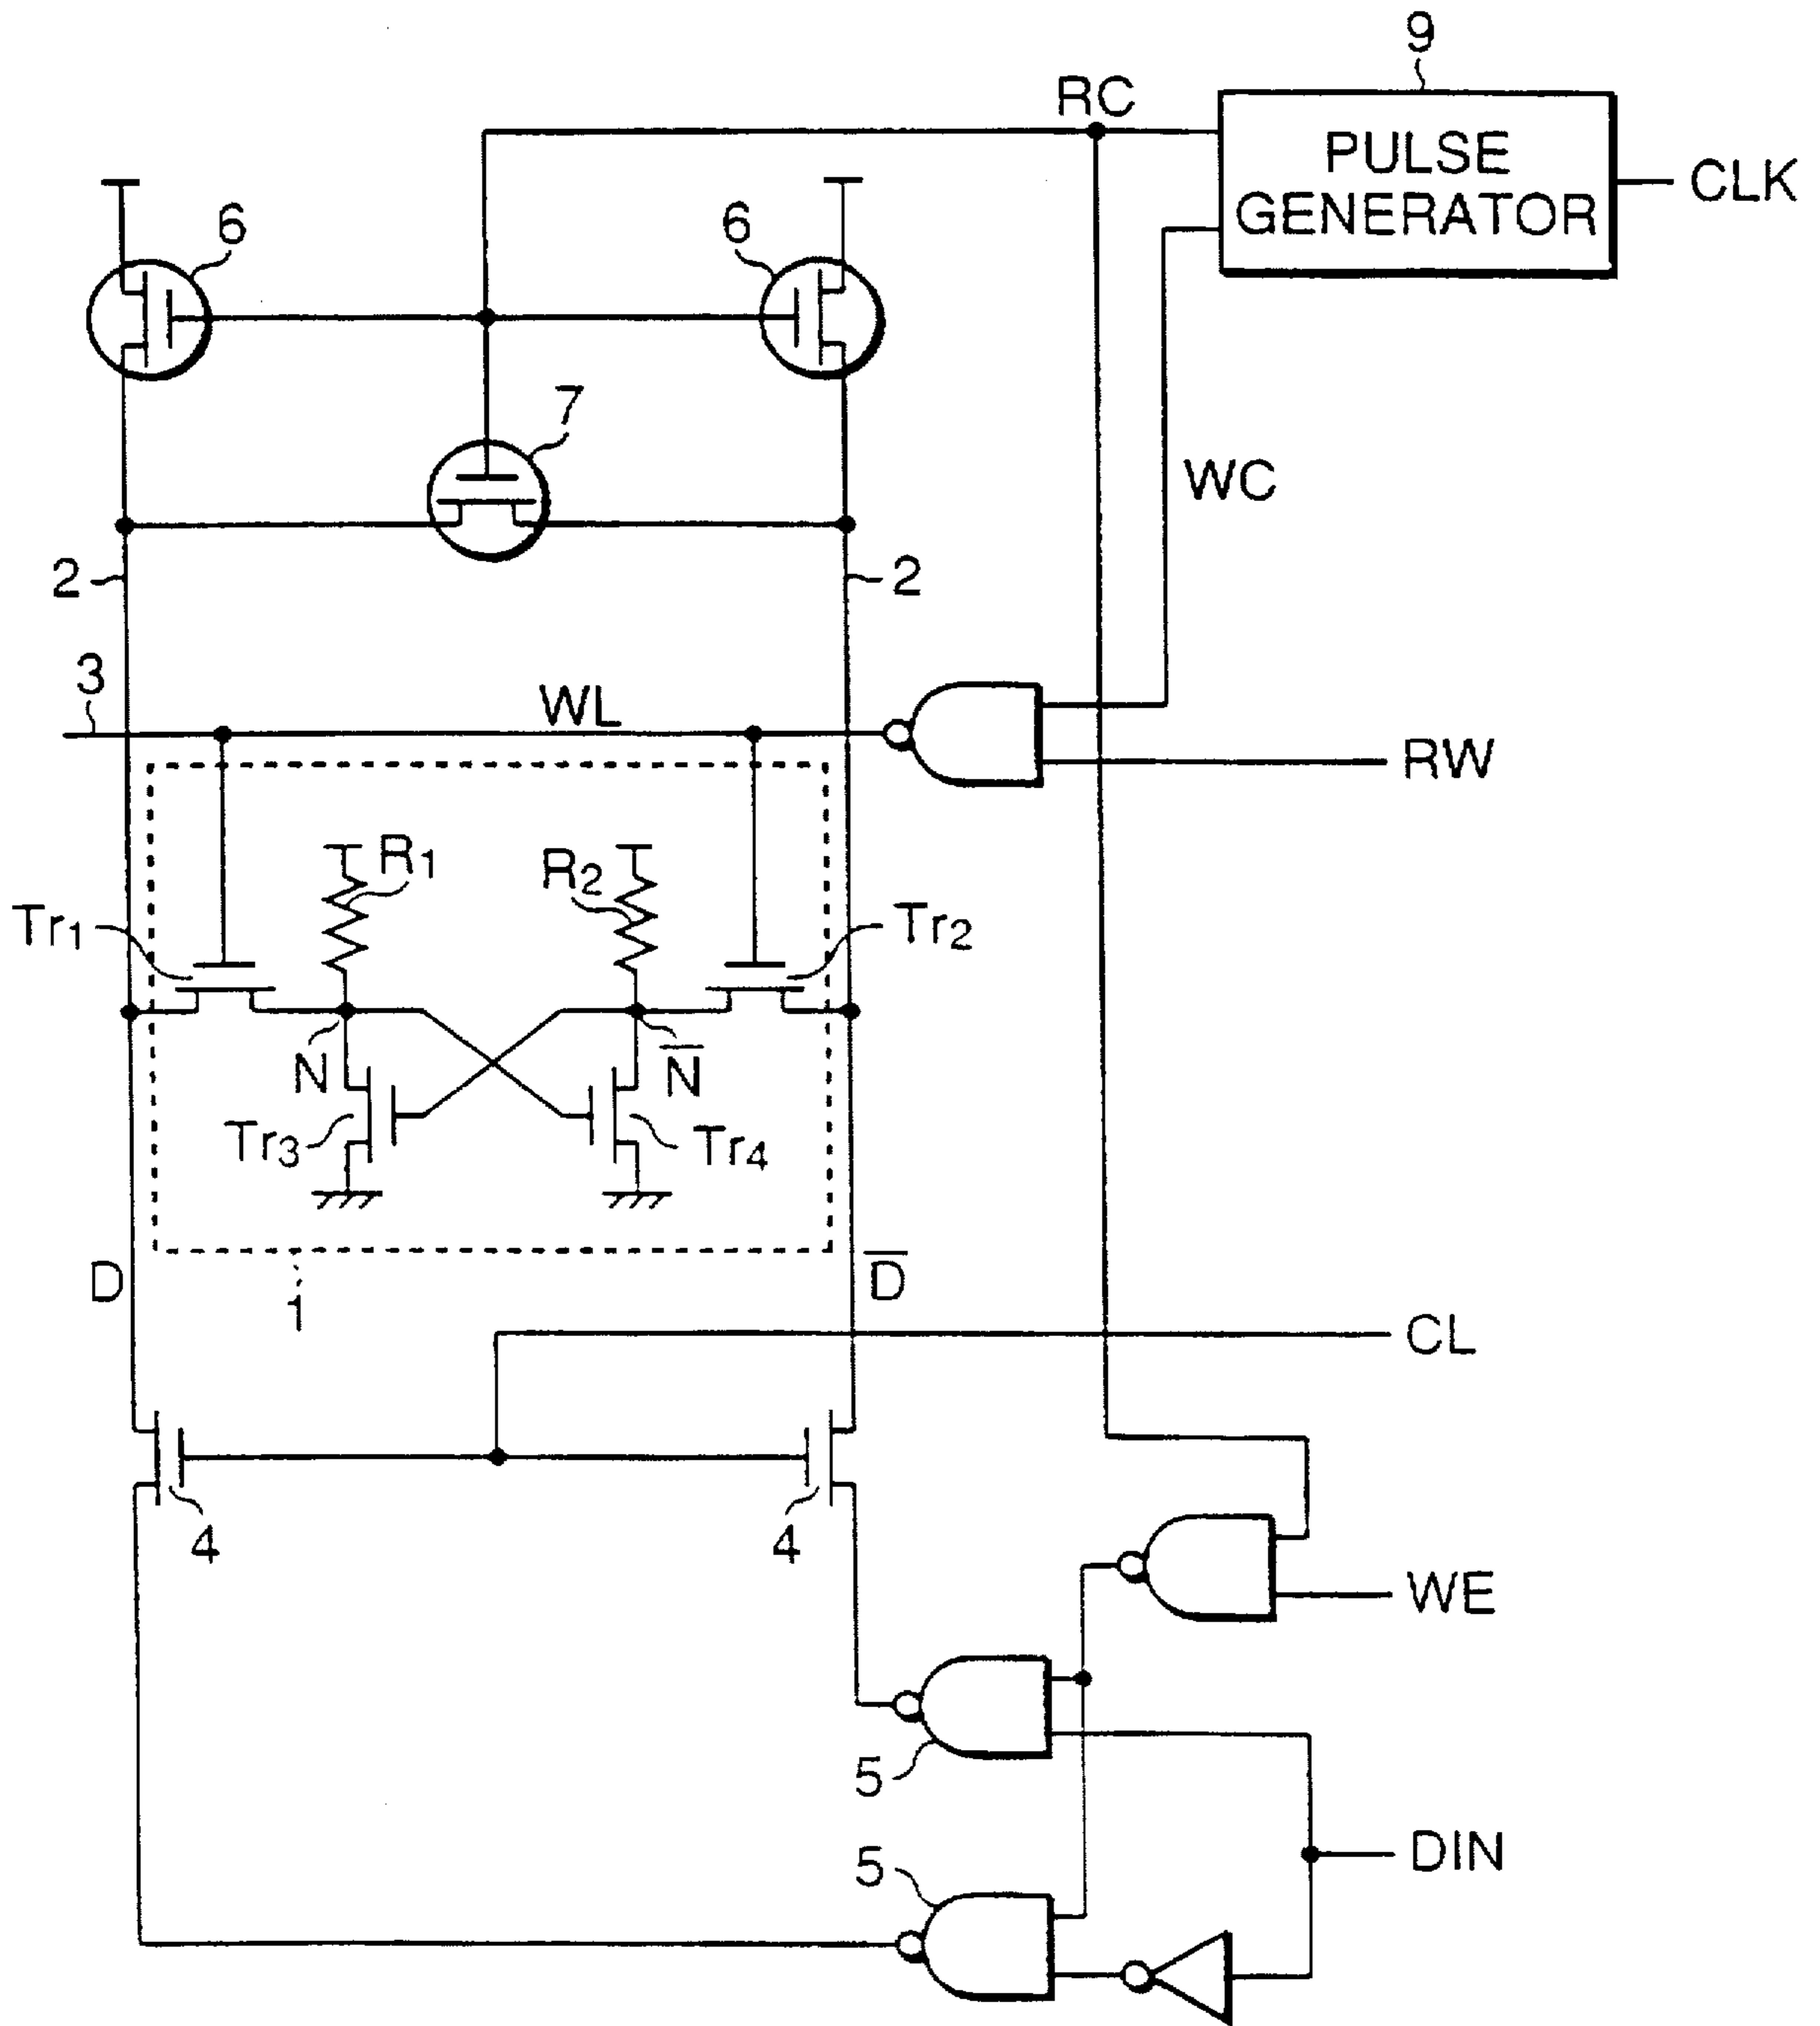 9
RC
PULSE
GENERATOR
CLK
6
6
7
WC
2
2
3
WL
RW
R1
R2
Tr1
Tr2
N
N̅
Tr3
Tr4
D
D̅
1
CL
4
4
WE
5
5
DIN